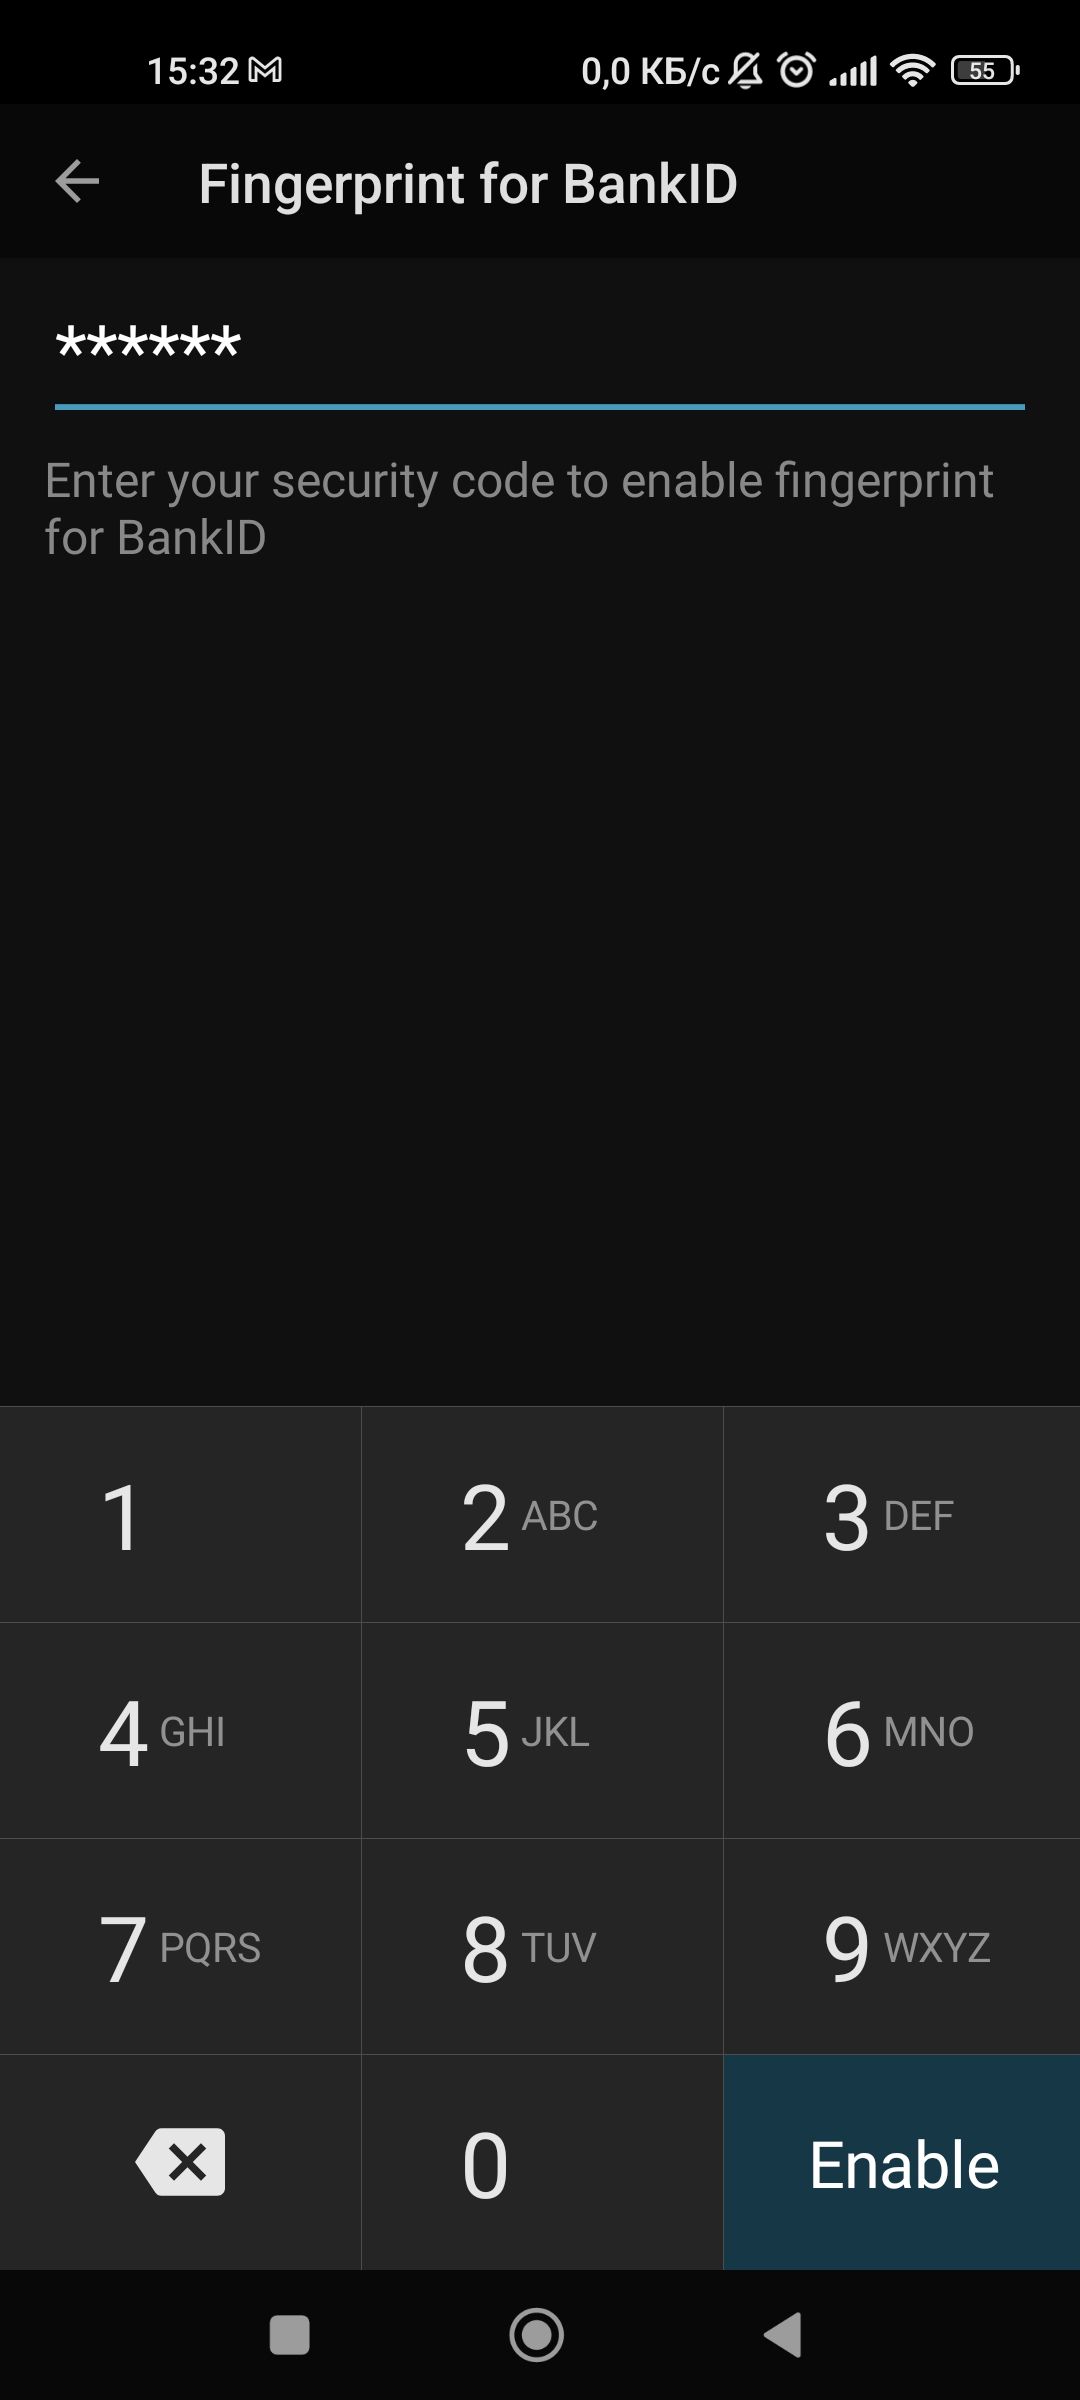 15:32 0,0 КБ/с 55
Fingerprint for BankID
******
Enter your security code to enable fingerprint
for BankID
1 2 ABC 3 DEF
4 GHI 5 JKL 6 MNO
7 PQRS 8 TUV 9 WXYZ
0 Enable